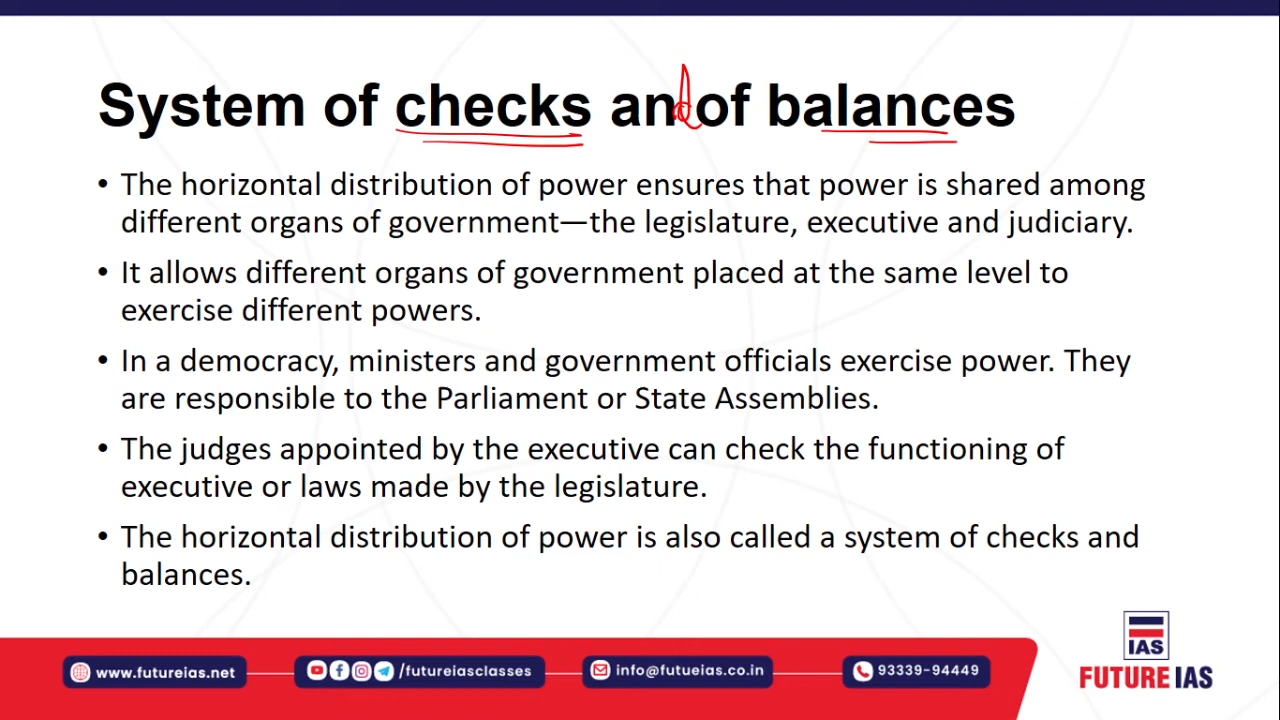 System of checks and of balances
• The horizontal distribution of power ensures that power is shared among
different organs of government—the legislature, executive and judiciary.
• It allows different organs of government placed at the same level to
exercise different powers.
• In a democracy, ministers and government officials exercise power. They
are responsible to the Parliament or State Assemblies.
• The judges appointed by the executive can check the functioning of
executive or laws made by the legislature.
• The horizontal distribution of power is also called a system of checks and
balances.
IAS
www.futureias.net
/futureiasclasses
info@futueias.co.in
93339-94449
FUTURE IAS